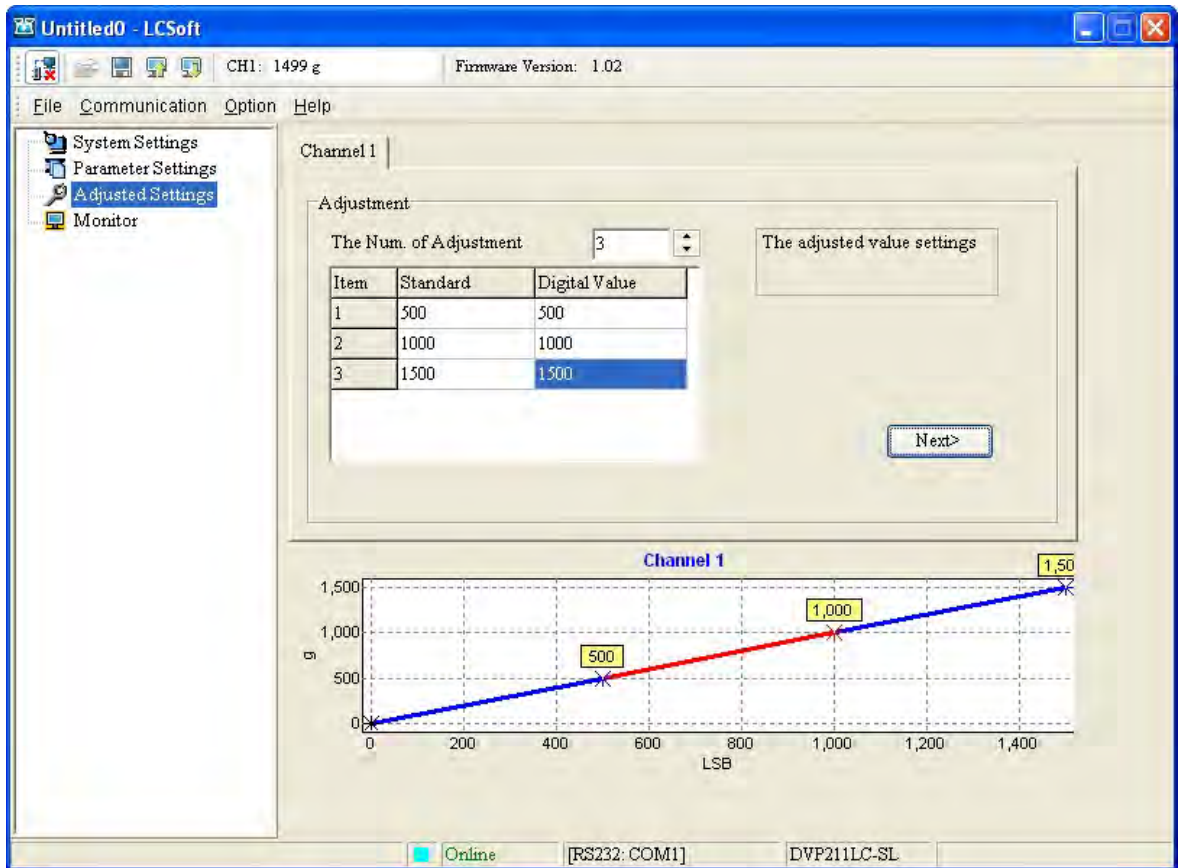 Untitled0 - LCSoft
CH1: 1499 g Firmware Version: 1.02
File Communication Option Help
System Settings
Parameter Settings
Adjusted Settings
Monitor
Channel 1
Adjustment
The Num. of Adjustment 3
The adjusted value settings
Item Standard Digital Value
1 500 500
2 1000 1000
3 1500 1500
Next>
Channel 1
1,50
1,500
1,000
1,000
500
500
0
g
0 200 400 600 800 1,000 1,200 1,400
LSB
Online [RS232: COM1] DVP211LC-SL